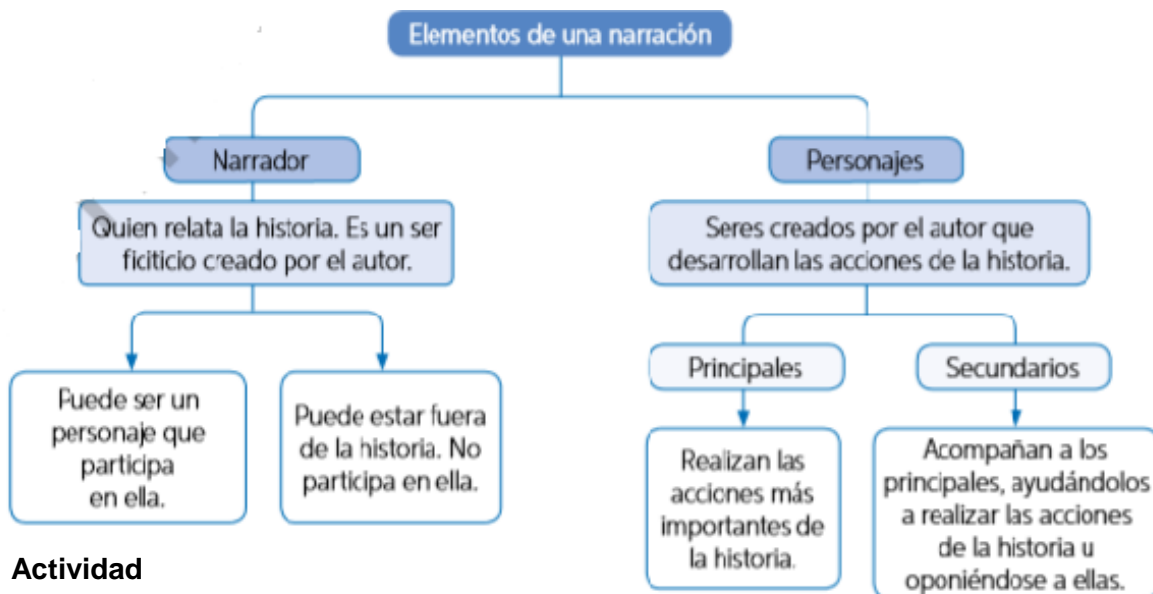 Elementos de una narración
Narrador
Quien relata la historia. Es un ser
ficiticio creado por el autor.
Puede ser un
personaje que
participa
en ella.
Puede estar fuera
de la historia. No
participa en ella.
Personajes
Seres creados por el autor que
desarrollan las acciones de la historia.
Principales
Realizan las
acciones más
importantes de
la historia.
Secundarios
Acompañan a los
principales, ayudándolos
a realizar las acciones
de la historia u
oponiéndose a ellas.
Actividad